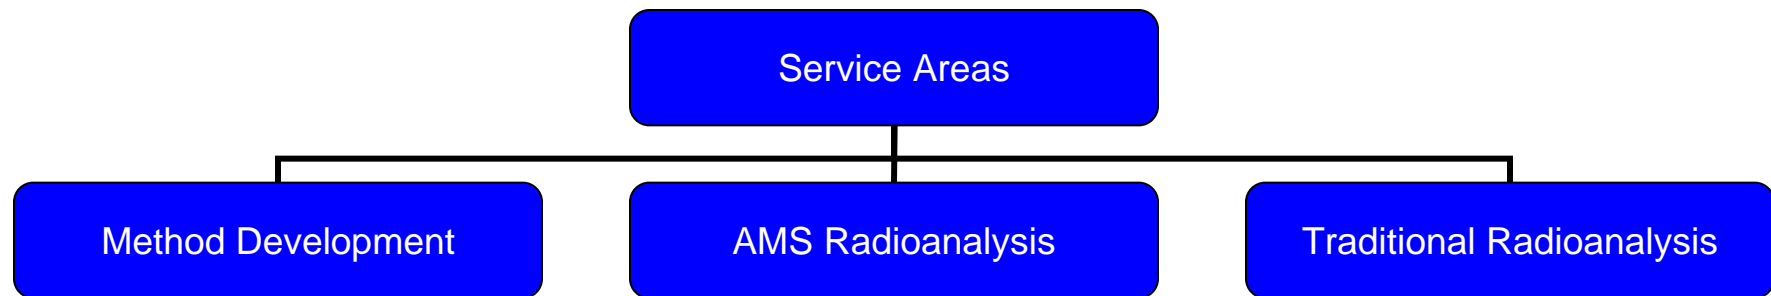 Service Areas
Method Development
AMS Radioanalysis
Traditional Radioanalysis